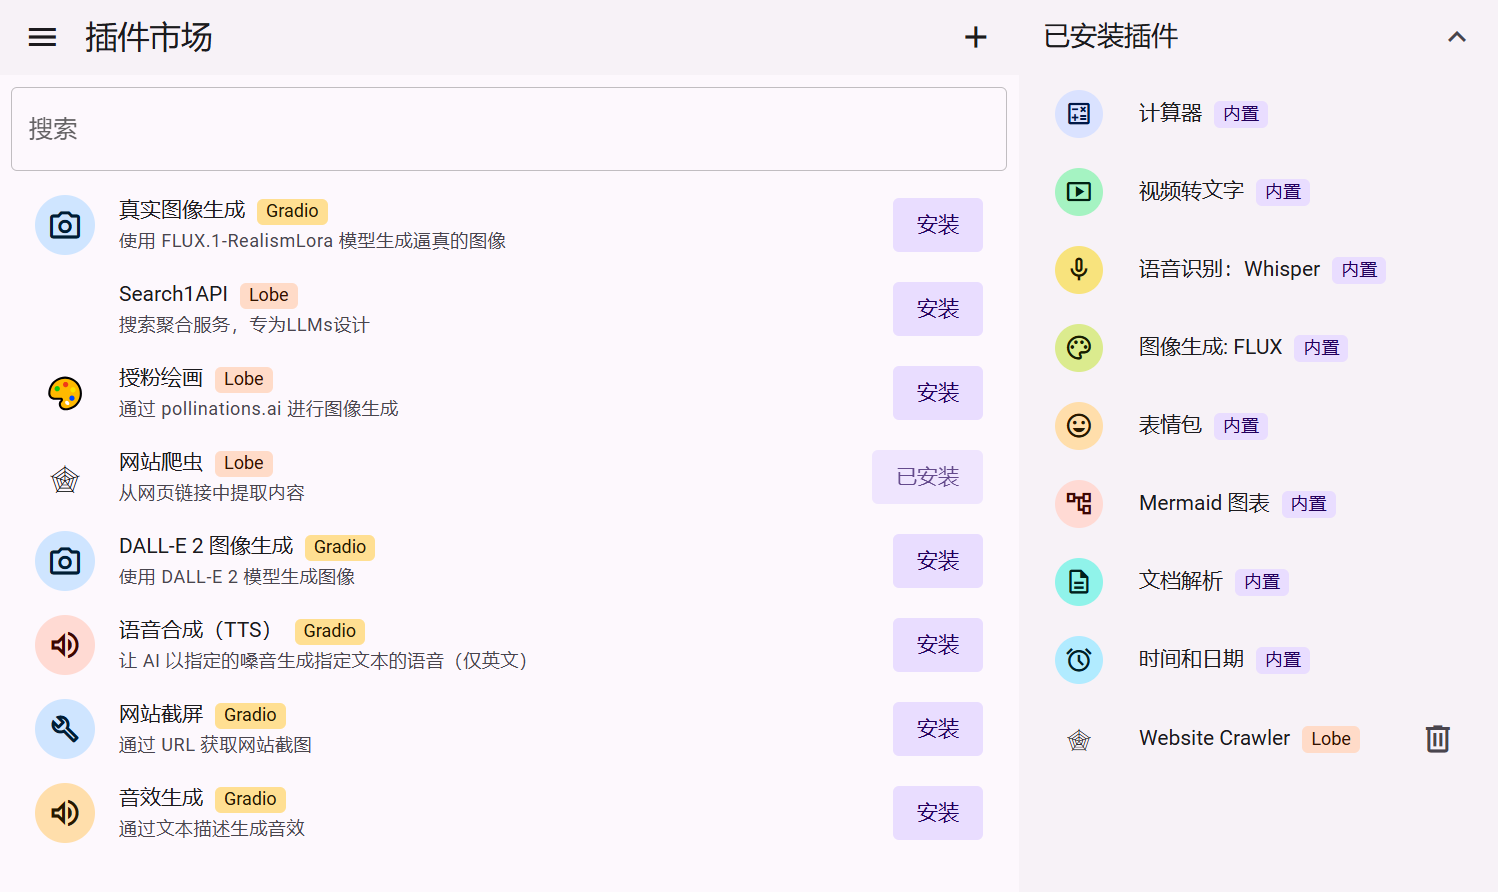 插件市场
搜索
真实图像生成 Gradio
使用 FLUX.1-RealismLora 模型生成逼真的图像
安装
Search1API Lobe
搜索聚合服务，专为LLMs设计
安装
授粉绘画 Lobe
通过 pollinations.ai 进行图像生成
安装
网站爬虫 Lobe
从网页链接中提取内容
已安装
DALL-E 2 图像生成 Gradio
使用 DALL-E 2 模型生成图像
安装
语音合成（TTS） Gradio
让 AI 以指定的嗓音生成指定文本的语音（仅英文）
安装
网站截屏 Gradio
通过 URL 获取网站截图
安装
音效生成 Gradio
通过文本描述生成音效
安装
已安装插件
计算器 内置
视频转文字 内置
语音识别：Whisper 内置
图像生成: FLUX 内置
表情包 内置
Mermaid 图表 内置
文档解析 内置
时间和日期 内置
Website Crawler Lobe